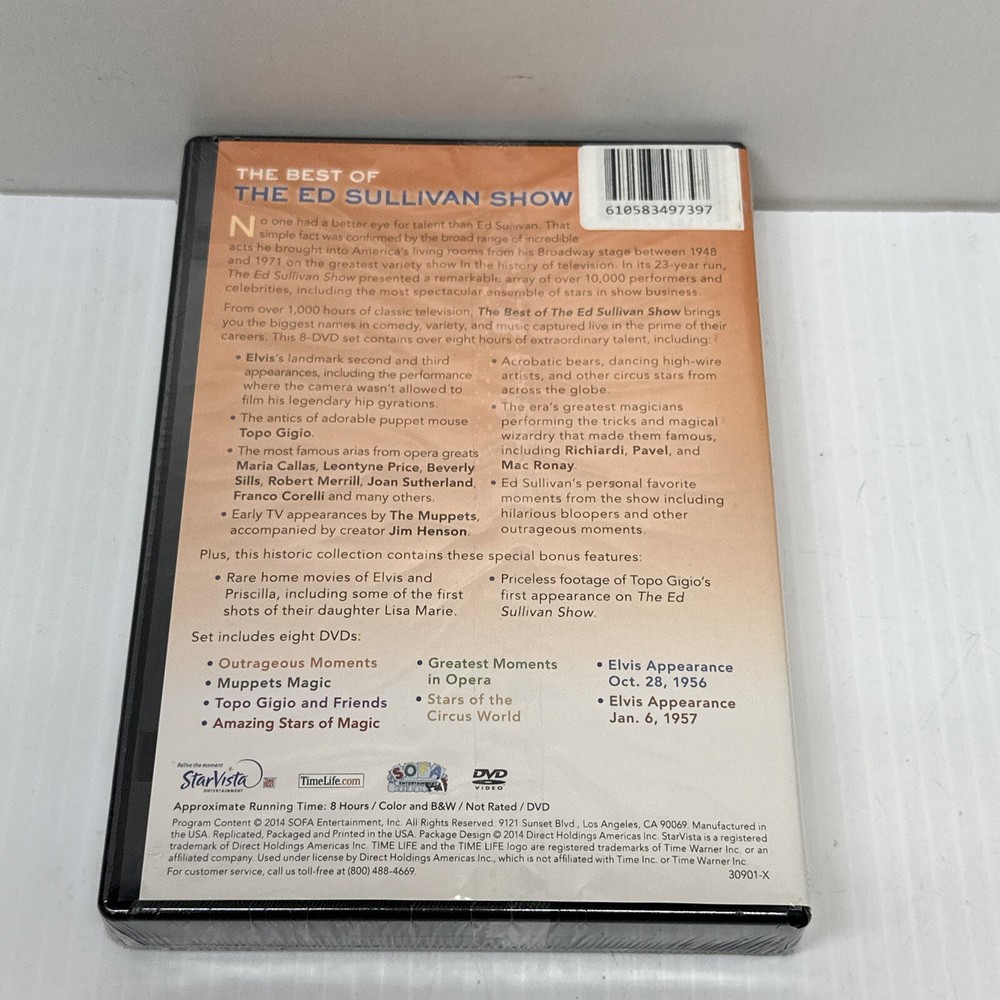 THE BEST OF
THE ED SULLIVAN SHOW
610583497397
No one had a better eye for talent than Ed Sullivan. That
simple fact was confirmed by the broad range of incredible
acts he brought into America's living rooms from his Broadway stage between 1948
and 1971 on the greatest variety show in the history of television. In its 23-year run,
The Ed Sullivan Show presented a remarkable array of over 10,000 performers and
celebrities, including the most spectacular ensemble of stars in show business.
From over 1,000 hours of classic television, The Best of The Ed Sullivan Show brings
you the biggest names in comedy, variety, and music captured live in the prime of their
careers. This 8-DVD set contains over eight hours of extraordinary talent, including:
• Elvis's landmark second and third
appearances, including the performance
where the camera wasn't allowed to
film his legendary hip gyrations.
• The antics of adorable puppet mouse
Topo Gigio.
• The most famous arias from opera greats
Maria Callas, Leontyne Price, Beverly
Sills, Robert Merrill, Joan Sutherland,
Franco Corelli and many others.
• Early TV appearances by The Muppets,
accompanied by creator Jim Henson.
• Acrobatic bears, dancing high-wire
artists, and other circus stars from
across the globe.
• The era's greatest magicians
performing the tricks and magical
wizardry that made them famous,
including Richiardi, Pavel, and
Mac Ronay.
• Ed Sullivan's personal favorite
moments from the show including
hilarious bloopers and other
outrageous moments.
Plus, this historic collection contains these special bonus features:
• Rare home movies of Elvis and
Priscilla, including some of the first
shots of their daughter Lisa Marie.
• Priceless footage of Topo Gigio's
first appearance on The Ed
Sullivan Show.
Set includes eight DVDs:
• Outrageous Moments
• Muppets Magic
• Topo Gigio and Friends
• Amazing Stars of Magic
• Greatest Moments
in Opera
• Stars of the
Circus World
• Elvis Appearance
Oct. 28, 1956
• Elvis Appearance
Jan. 6, 1957
Relive the moment
StarVista
ENTERTAINMENT
TimeLife.com
SOFA
ENTERTAINMENT
DVD
VIDEO
Approximate Running Time: 8 Hours / Color and B&W / Not Rated / DVD
Program Content © 2014 SOFA Entertainment, Inc. All Rights Reserved. 9121 Sunset Blvd., Los Angeles, CA 90069. Manufactured in
the USA. Replicated, Packaged and Printed in the USA. Package Design © 2014 Direct Holdings Americas Inc. StarVista is a registered
trademark of Direct Holdings Americas Inc. TIME LIFE and the TIME LIFE logo are registered trademarks of Time Warner Inc. or an
affiliated company. Used under license by Direct Holdings Americas Inc., which is not affiliated with Time Inc. or Time Warner Inc.
For customer service, call us toll-free at (800) 488-4669.
30901-X